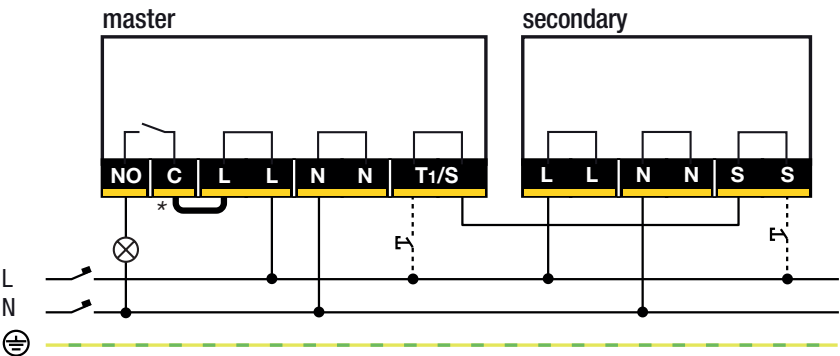 master secondary
NO C L L N N T1/S L L N N S S
*
L
N